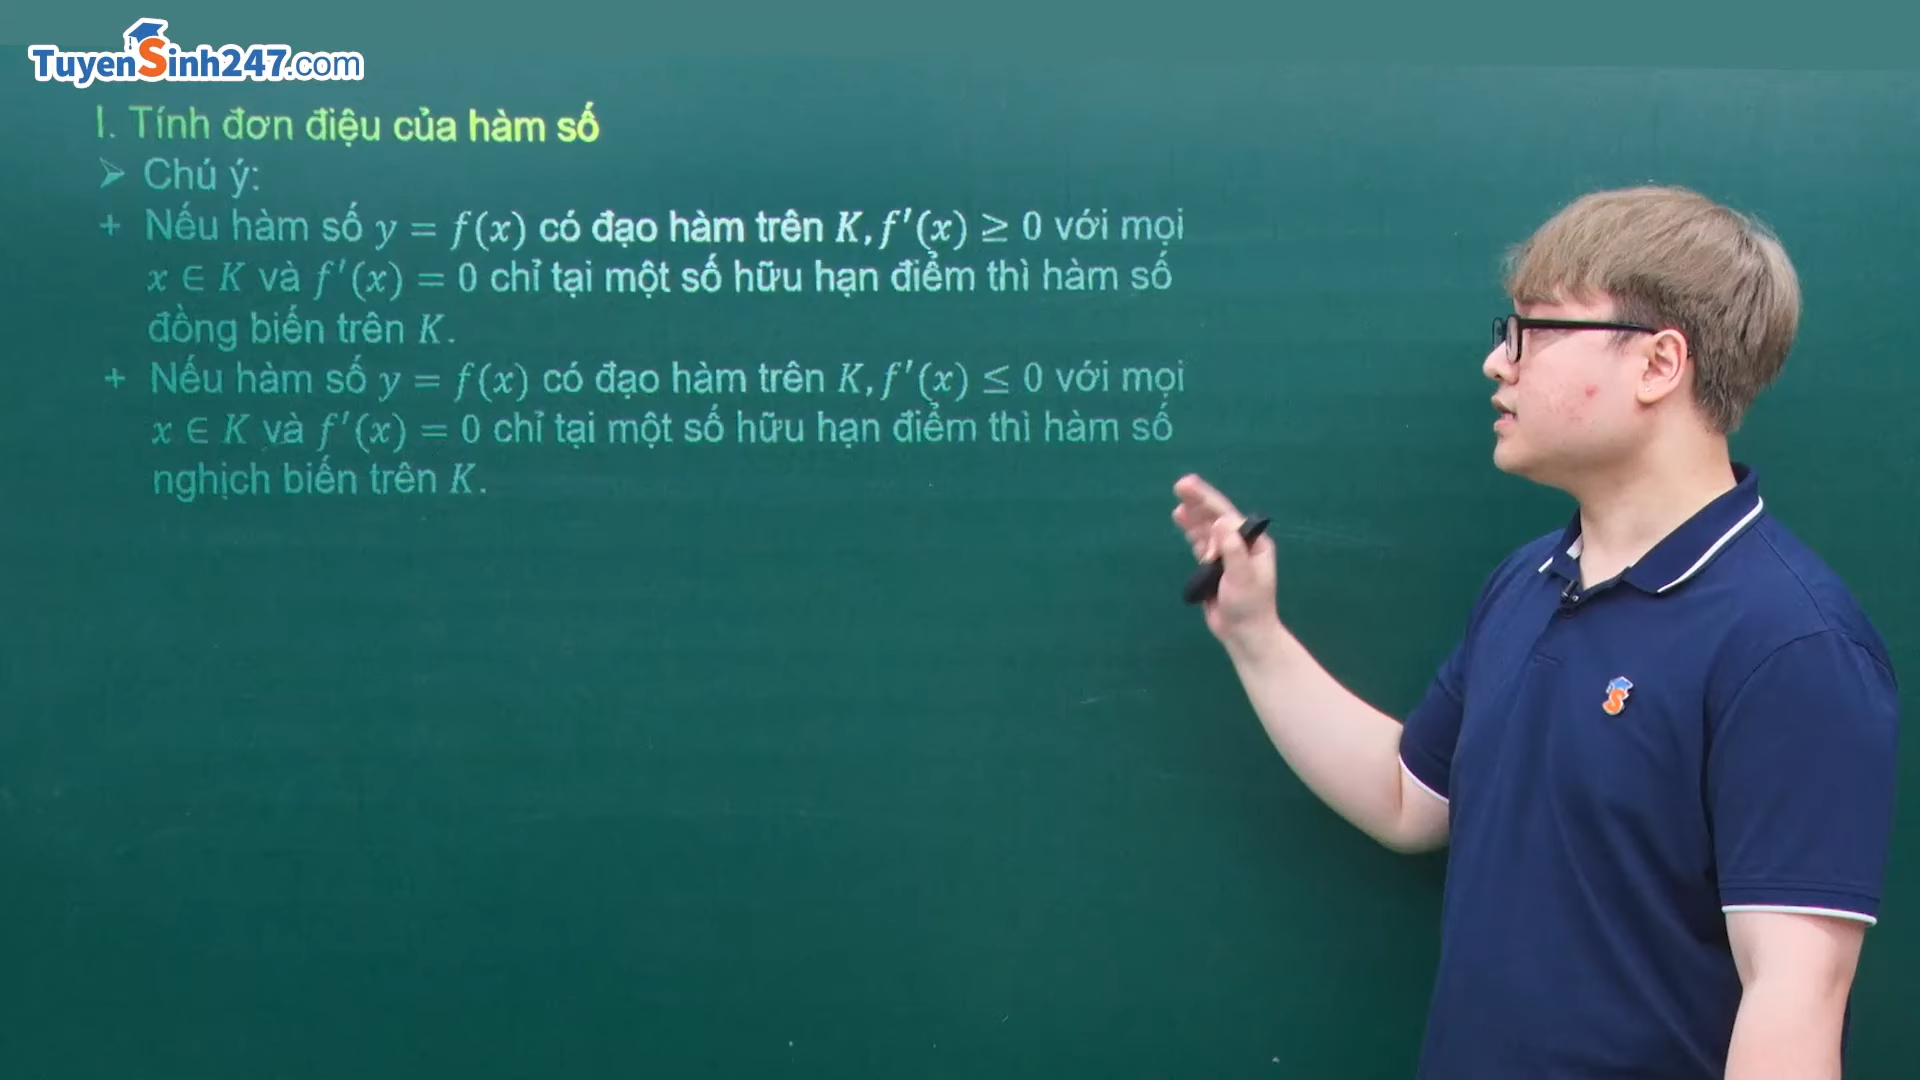 TuyenSinh247.com
I. Tính đơn điệu của hàm số
➢ Chú ý:
+ Nếu hàm số y = f(x) có đạo hàm trên K, f′(x) ≥ 0 với mọi
x ∈ K và f′(x) = 0 chỉ tại một số hữu hạn điểm thì hàm số
đồng biến trên K.
+ Nếu hàm số y = f(x) có đạo hàm trên K, f′(x) ≤ 0 với mọi
x ∈ K và f′(x) = 0 chỉ tại một số hữu hạn điểm thì hàm số
nghịch biến trên K.
S